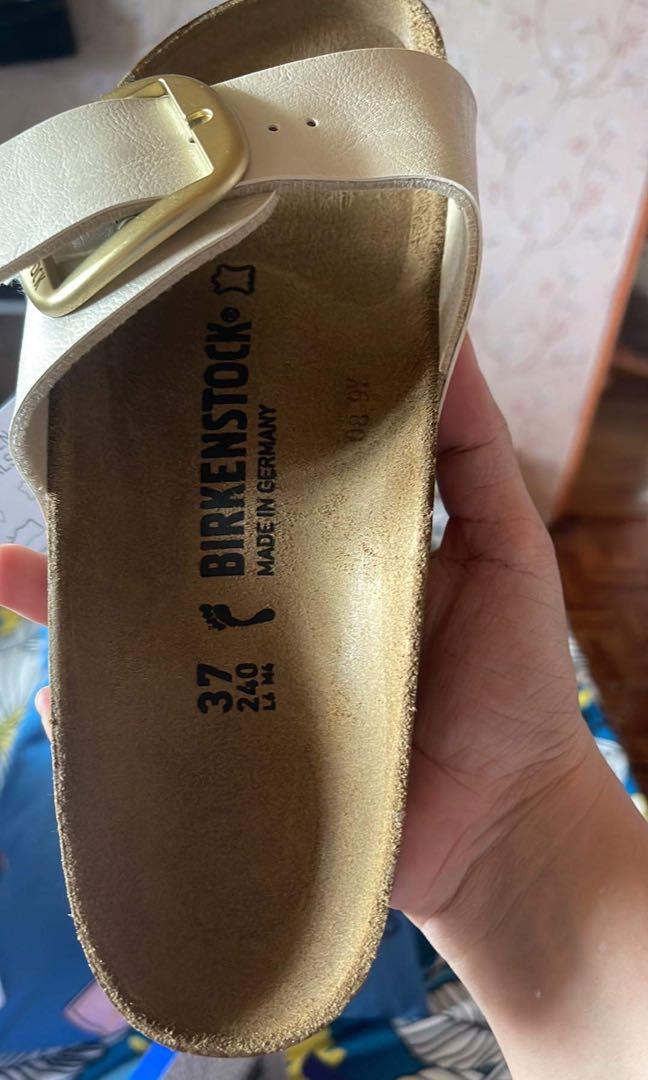 BIRKENSTOCK®
MADE IN GERMANY
37
240
L6 M4